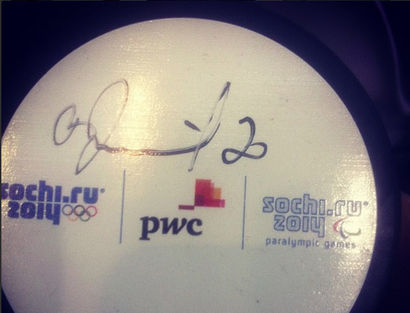 sochi.ru
2014
pwc
sochi.ru
2014
paralympic games